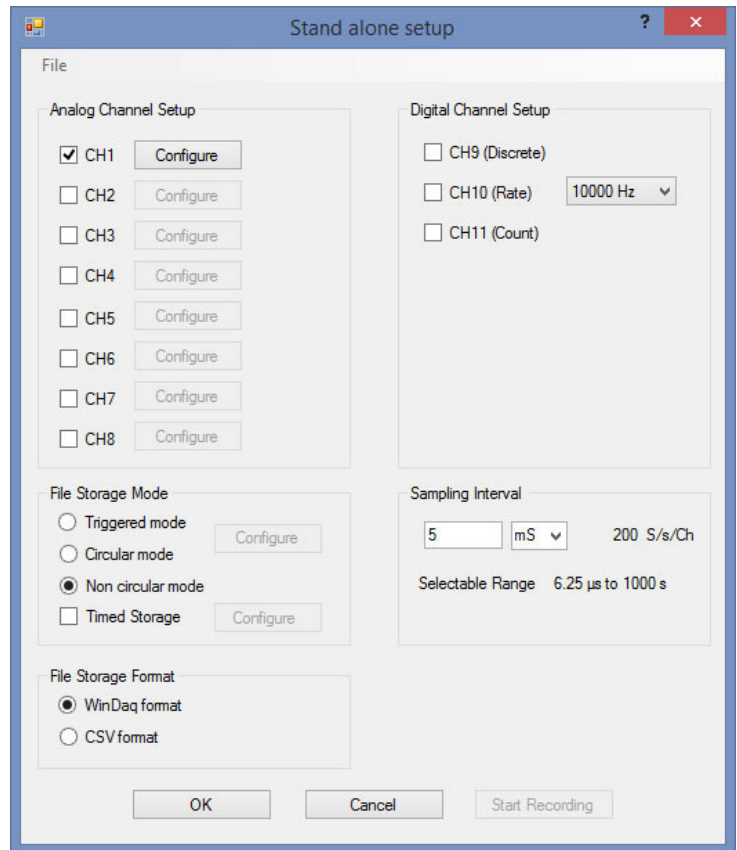 Stand alone setup ? ×
File
Analog Channel Setup
CH1 Configure
CH2 Configure
CH3 Configure
CH4 Configure
CH5 Configure
CH6 Configure
CH7 Configure
CH8 Configure
Digital Channel Setup
CH9 (Discrete)
CH10 (Rate) 10000 Hz
CH11 (Count)
File Storage Mode
Triggered mode
Configure
Circular mode
Non circular mode
Timed Storage Configure
Sampling Interval
5 mS 200 S/s/Ch
Selectable Range 6.25 µs to 1000 s
File Storage Format
WinDaq format
CSV format
OK Cancel Start Recording